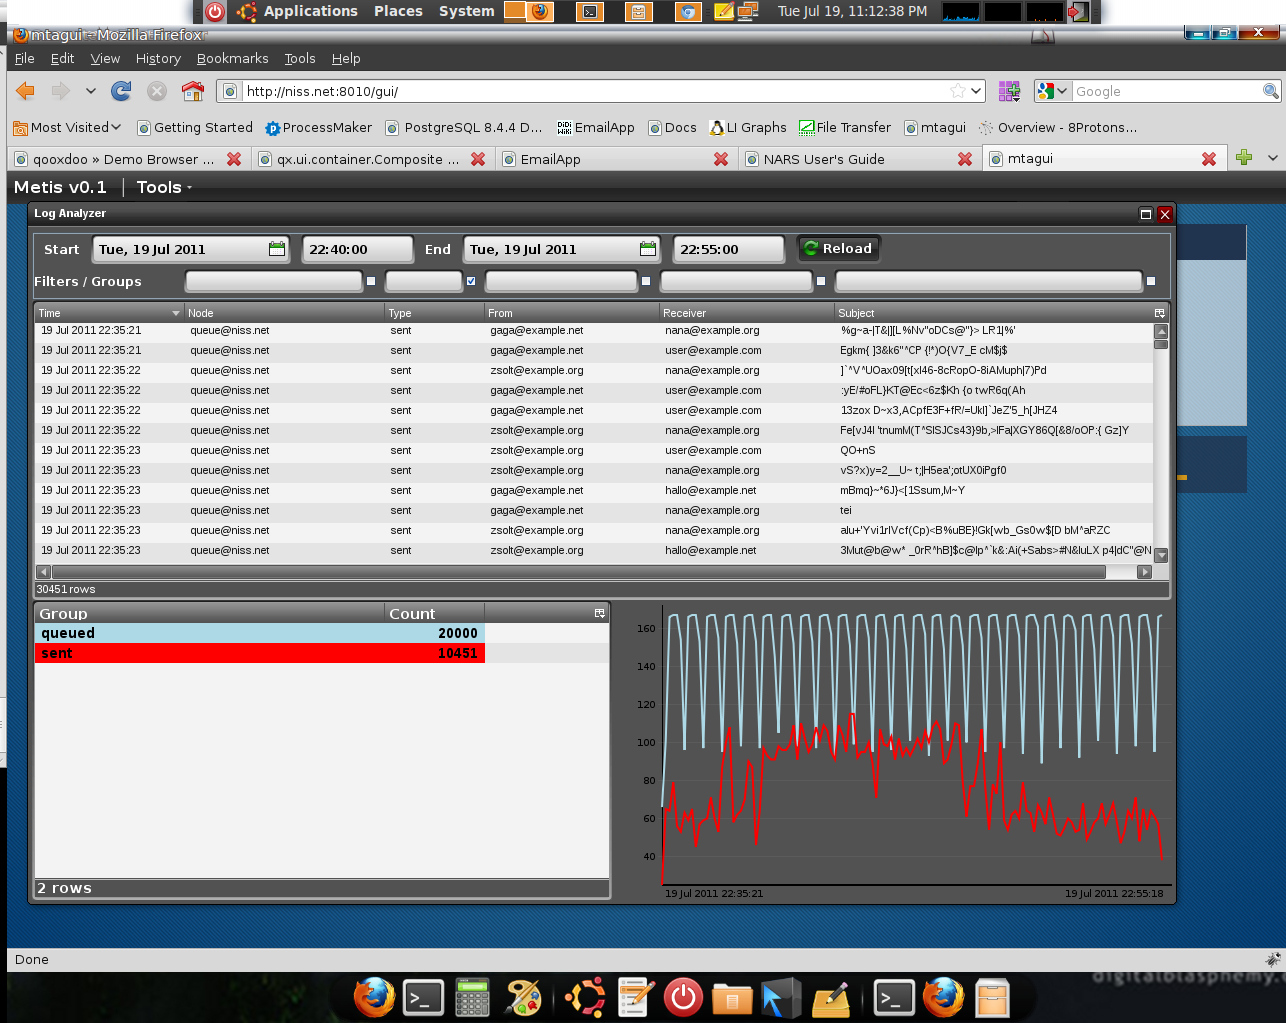 Applications Places System Tue Jul 19, 11:12:38 PM
mtagui - Mozilla Firefox
File Edit View History Bookmarks Tools Help
http://niss.net:8010/gui/ Google
Most Visited Getting Started ProcessMaker PostgreSQL 8.4.4 D... EmailApp Docs LI Graphs File Transfer mtagui Overview - 8Protons...
qooxdoo » Demo Browser ... qx.ui.container.Composite ... EmailApp NARS User's Guide mtagui
Metis v0.1 Tools
Log Analyzer
Start Tue, 19 Jul 2011 22:40:00 End Tue, 19 Jul 2011 22:55:00 Reload
Filters / Groups
Time Node Type From Receiver Subject
19 Jul 2011 22:35:21 queue@niss.net sent gaga@example.net nana@example.org %g~a-|T&|][L%Nv"oDCs@"}> LR1|%'
19 Jul 2011 22:35:21 queue@niss.net sent gaga@example.net user@example.com Egkm{ ]3&k6"^CP {!*)O{V7_E cM$j$
19 Jul 2011 22:35:22 queue@niss.net sent zsolt@example.org nana@example.org ]`^V^UOax09[t[xI46-8cRopO-8iAMuph|7)Pd
19 Jul 2011 22:35:22 queue@niss.net sent gaga@example.net user@example.com :yE/#oFL}KT@Ec<6z$Kh {o twR6q(Ah
19 Jul 2011 22:35:22 queue@niss.net sent gaga@example.net user@example.com 13zox D~x3,ACpfE3F+fR/=UkI]`JeZ'5_h[JHZ4
19 Jul 2011 22:35:22 queue@niss.net sent zsolt@example.org nana@example.org Fe[vJ4I 'tnumM(T^SISJCs43}9b,>IFa|XGY86Q[&8/oOP:{ Gz]Y
19 Jul 2011 22:35:23 queue@niss.net sent zsolt@example.org user@example.com QO+nS
19 Jul 2011 22:35:23 queue@niss.net sent zsolt@example.org nana@example.org vS?x)y=2__U~ t;|H5ea';otUX0iPgf0
19 Jul 2011 22:35:23 queue@niss.net sent gaga@example.net hallo@example.net mBmq}~*6J}<[1Ssum,M~Y
19 Jul 2011 22:35:23 queue@niss.net sent gaga@example.net nana@example.org tei
19 Jul 2011 22:35:23 queue@niss.net sent zsolt@example.org nana@example.org alu+'Yvi1rIVcf(Cp)<B%uBE}!Gk[wb_Gs0w$[D bM^aRZC
19 Jul 2011 22:35:23 queue@niss.net sent zsolt@example.org hallo@example.net 3Mut@b@w* _0rR^hB]$c@Ip^`k&:Ai(+Sabs>#N&IuLX p4|dC"@N
30451 rows
Group Count
queued 20000
sent 10451
2 rows
160
140
120
100
80
60
40
19 Jul 2011 22:35:21 19 Jul 2011 22:55:18
Done
digitalblasphemy